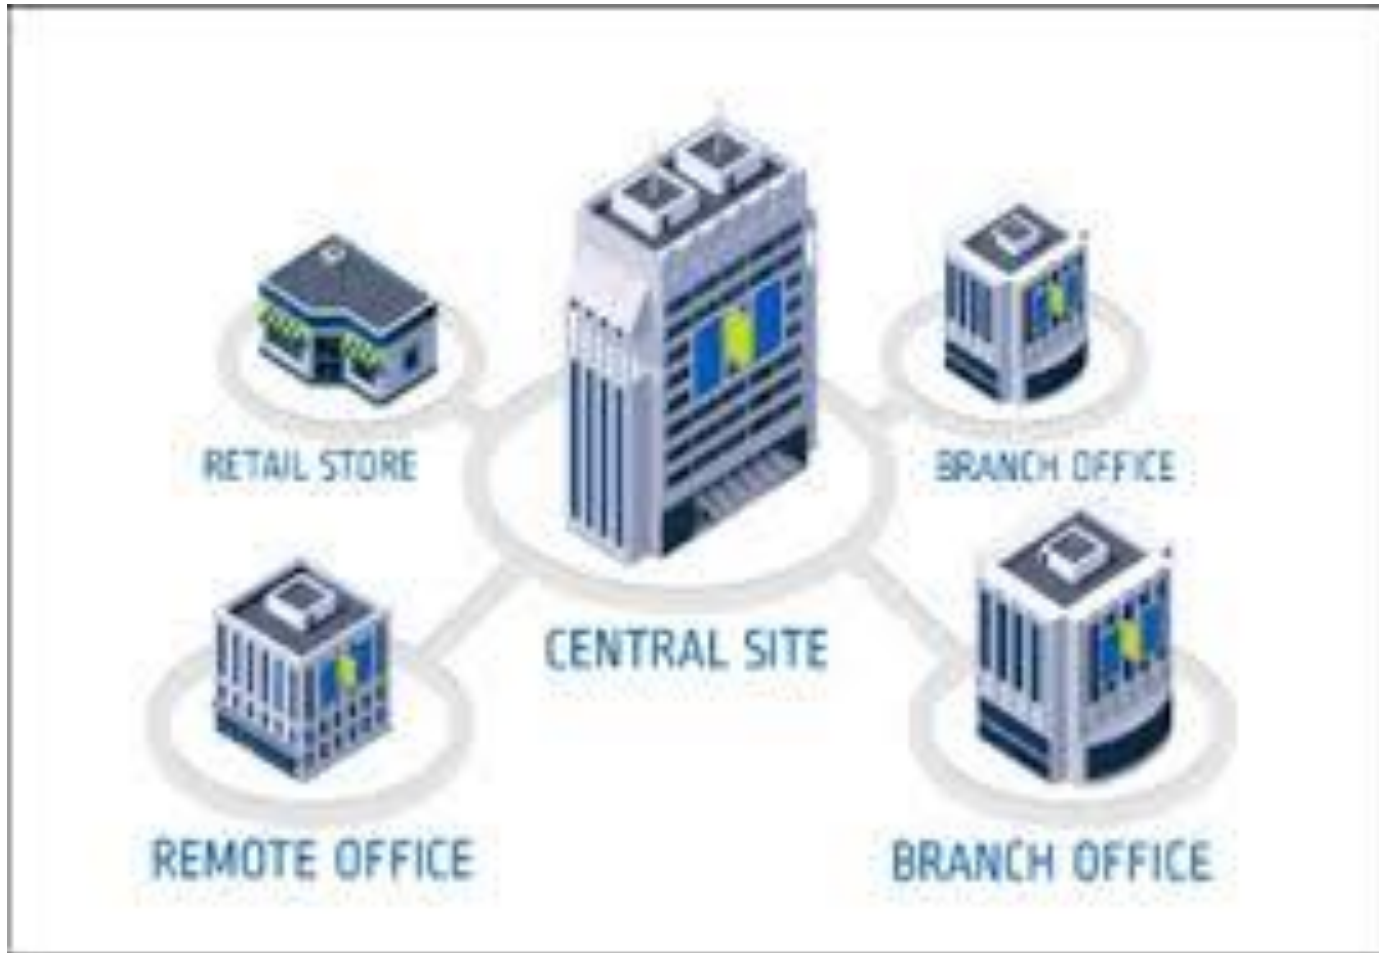 RETAIL STORE
BRANCH OFFICE
CENTRAL SITE
REMOTE OFFICE
BRANCH OFFICE